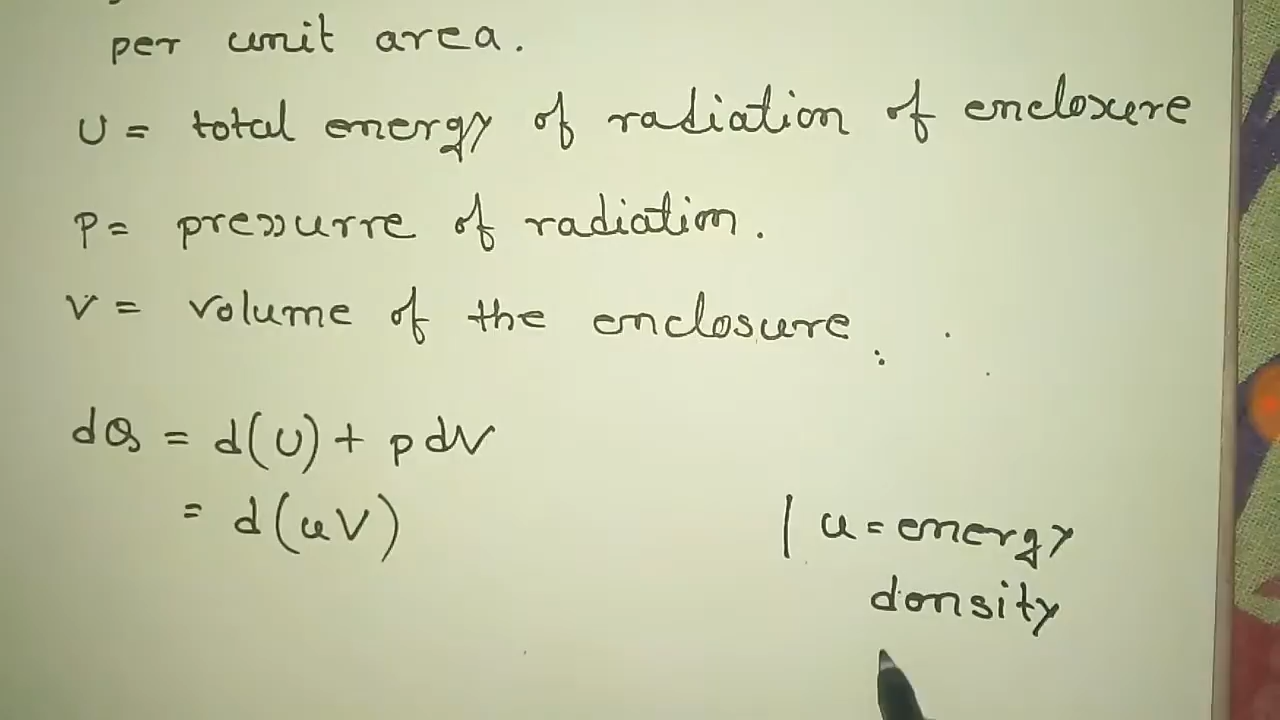 per unit area.
U = total energy of radiation of enclosure
P = pressurre of radiation.
V = volume of the enclosure.
dQ = d(U) + pdV
= d(uV)
| u = energy
donsity